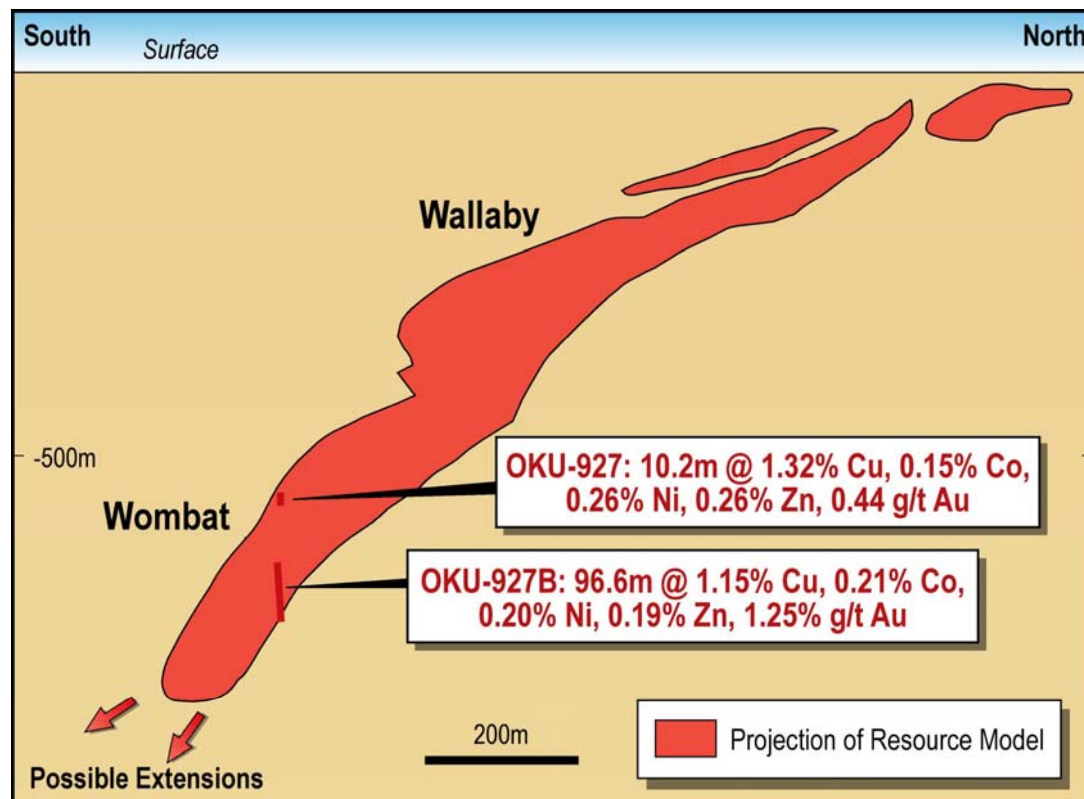 South
Surface
North
Wallaby
-500m
OKU-927: 10.2m @ 1.32% Cu, 0.15% Co,
0.26% Ni, 0.26% Zn, 0.44 g/t Au
Wombat
OKU-927B: 96.6m @ 1.15% Cu, 0.21% Co,
0.20% Ni, 0.19% Zn, 1.25% g/t Au
200m
Projection of Resource Model
Possible Extensions